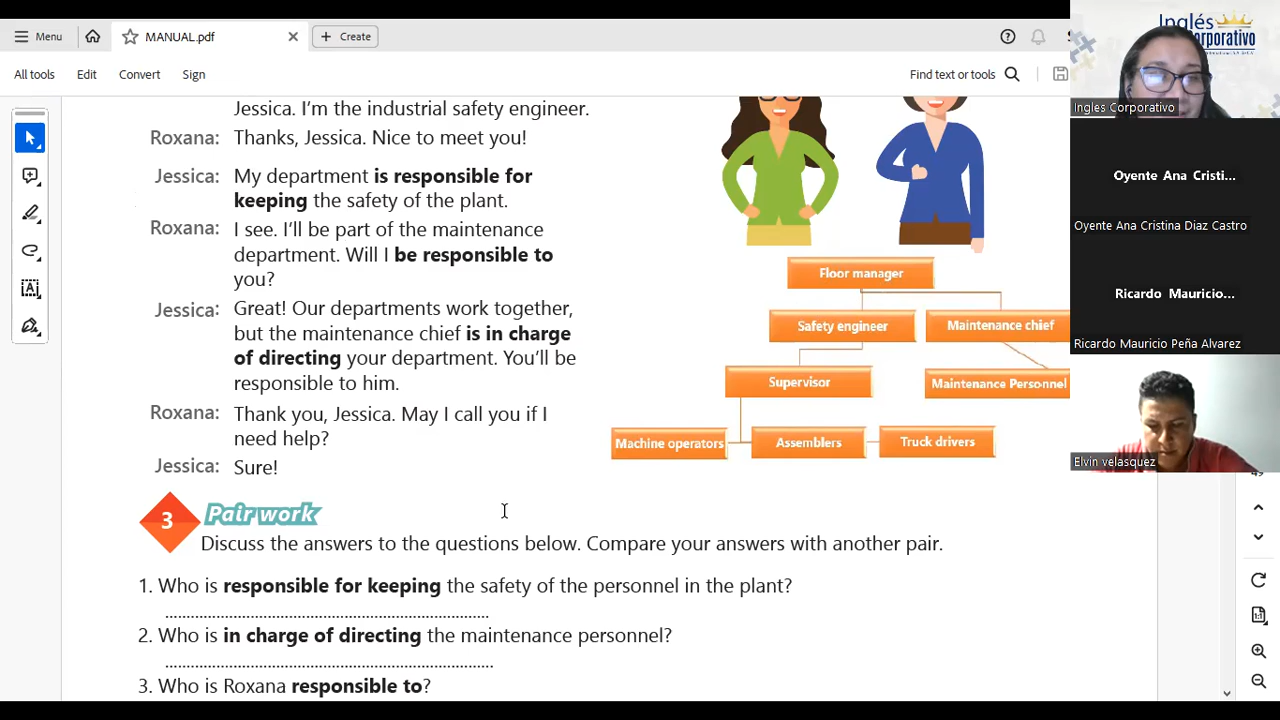 Menu
MANUAL.pdf
Create
All tools
Edit
Convert
Sign
Find text or tools
Jessica. I'm the industrial safety engineer.
Roxana: Thanks, Jessica. Nice to meet you!
Jessica: My department is responsible for
keeping the safety of the plant.
Roxana: I see. I'll be part of the maintenance
department. Will I be responsible to
you?
Jessica: Great! Our departments work together,
but the maintenance chief is in charge
of directing your department. You'll be
responsible to him.
Roxana: Thank you, Jessica. May I call you if I
need help?
Jessica: Sure!
Floor manager
Safety engineer
Maintenance chief
Supervisor
Maintenance Personnel
Machine operators
Assemblers
Truck drivers
3 Pair work
Discuss the answers to the questions below. Compare your answers with another pair.
1. Who is responsible for keeping the safety of the personnel in the plant?
............................................................................
2. Who is in charge of directing the maintenance personnel?
.............................................................................
3. Who is Roxana responsible to?
Inglés
Corporativo
Ingles Corporativo
Oyente Ana Cristi...
Oyente Ana Cristina Diaz Castro
Ricardo Mauricio...
Ricardo Mauricio Peña Alvarez
Elvin velasquez